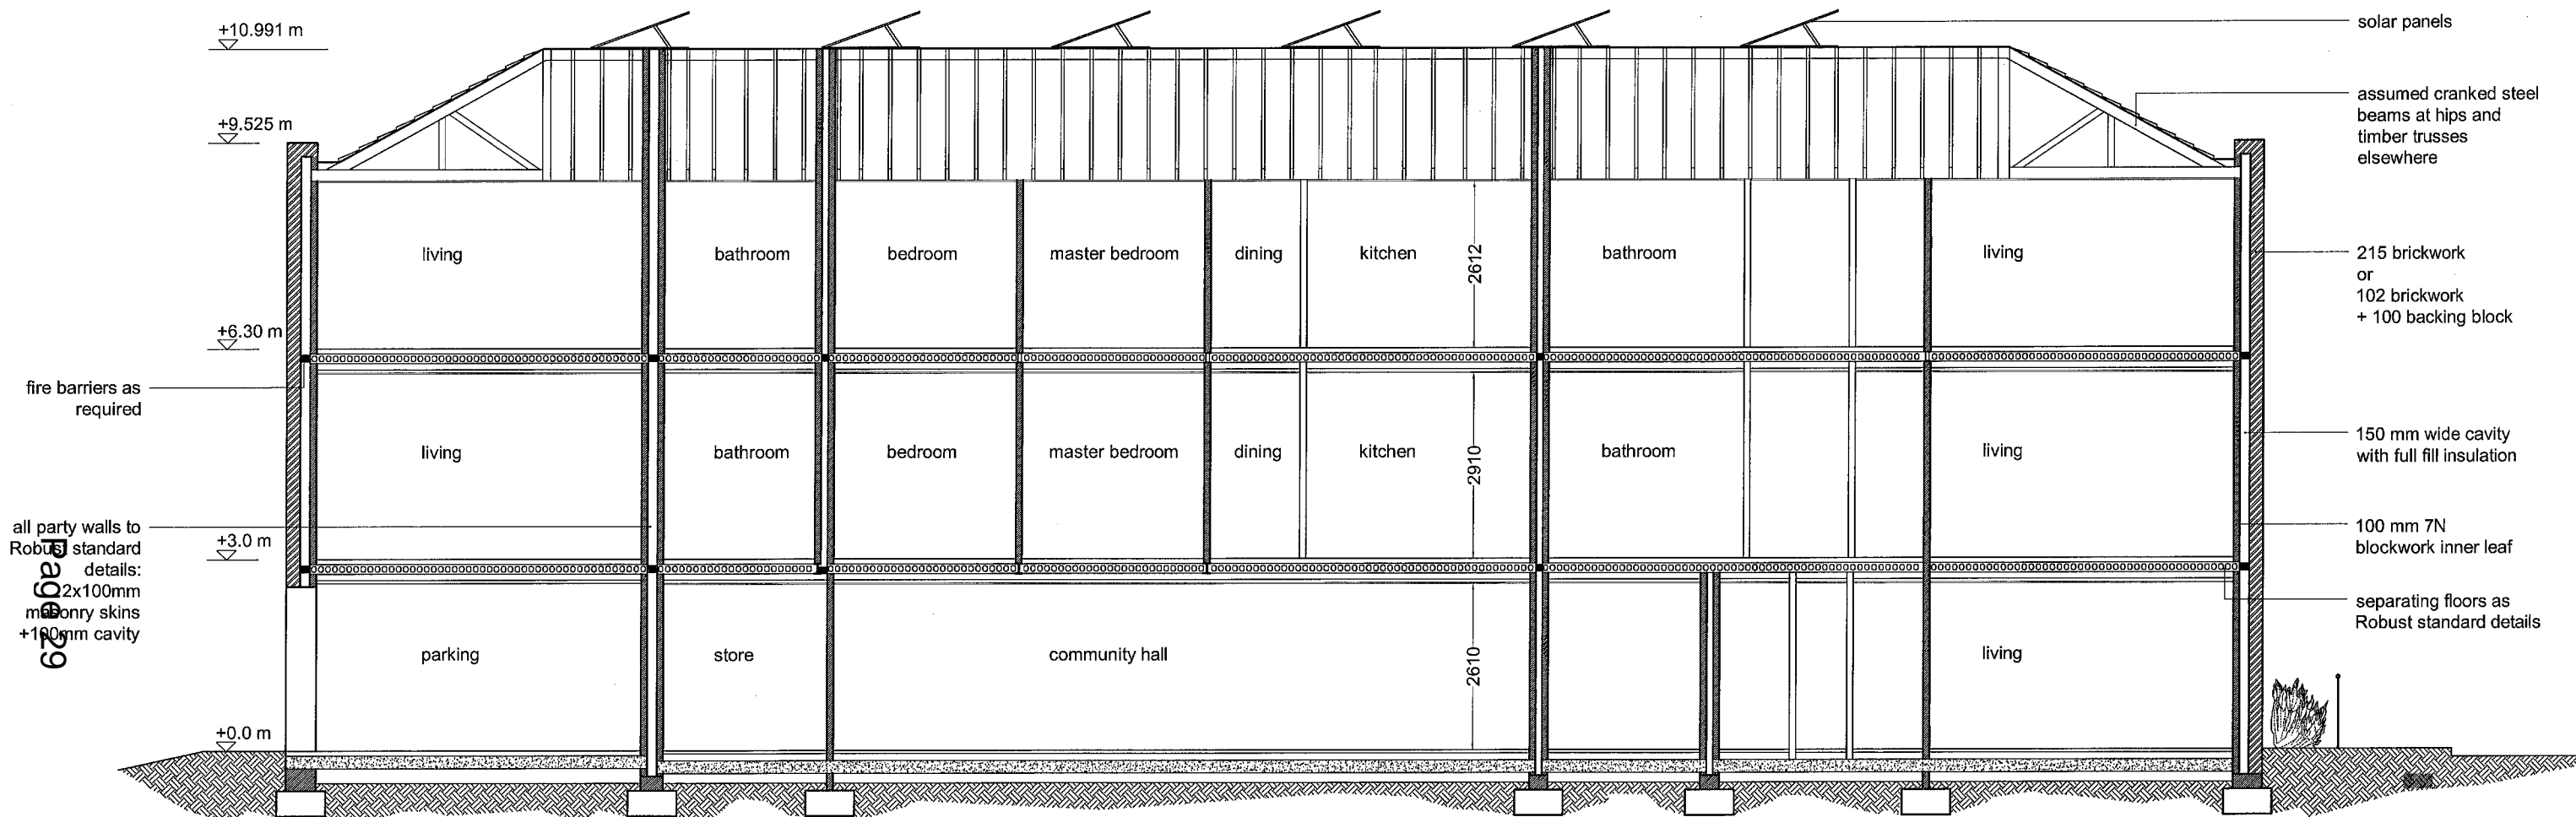 +10.991 m
solar panels
assumed cranked steel
beams at hips and
timber trusses
elsewhere
+9.525 m
living
bathroom
bedroom
master bedroom
dining
kitchen
2612
bathroom
living
215 brickwork
or
102 brickwork
+ 100 backing block
+6.30 m
fire barriers as
required
living
bathroom
bedroom
master bedroom
dining
kitchen
2910
bathroom
living
150 mm wide cavity
with full fill insulation
all party walls to
Robust standard
details:
2x100mm
masonry skins
+100mm cavity
+3.0 m
100 mm 7N
blockwork inner leaf
separating floors as
Robust standard details
Page 29
parking
store
community hall
2610
living
+0.0 m